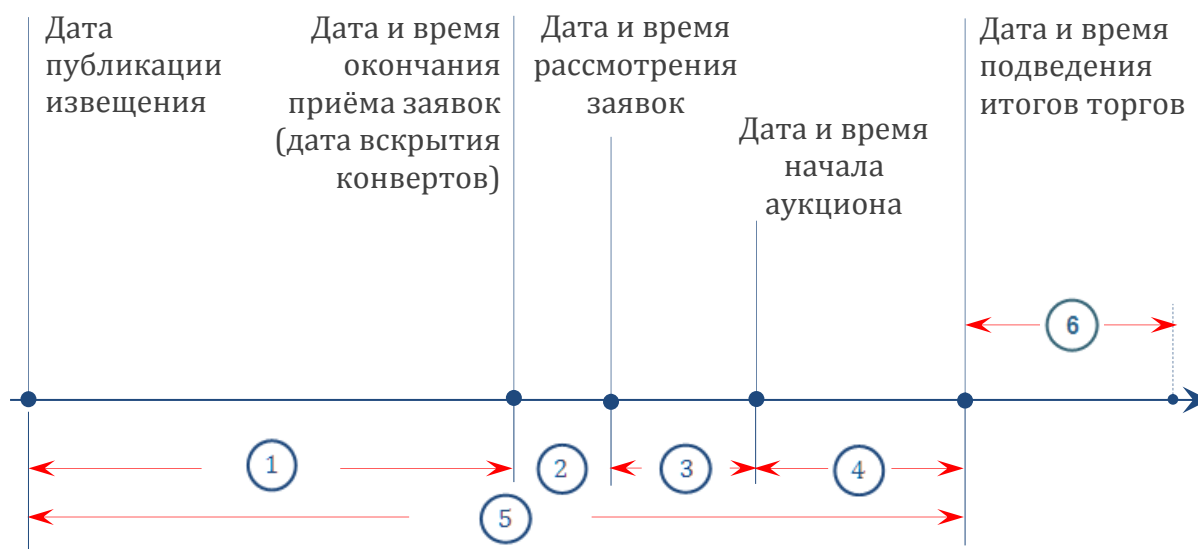 Дата
публикации
извещения
Дата и время
окончания
приёма заявок
(дата вскрытия
конвертов)
Дата и время
рассмотрения
заявок
Дата и время
начала
аукциона
Дата и время
подведения
итогов торгов
6
1
2
3
4
5